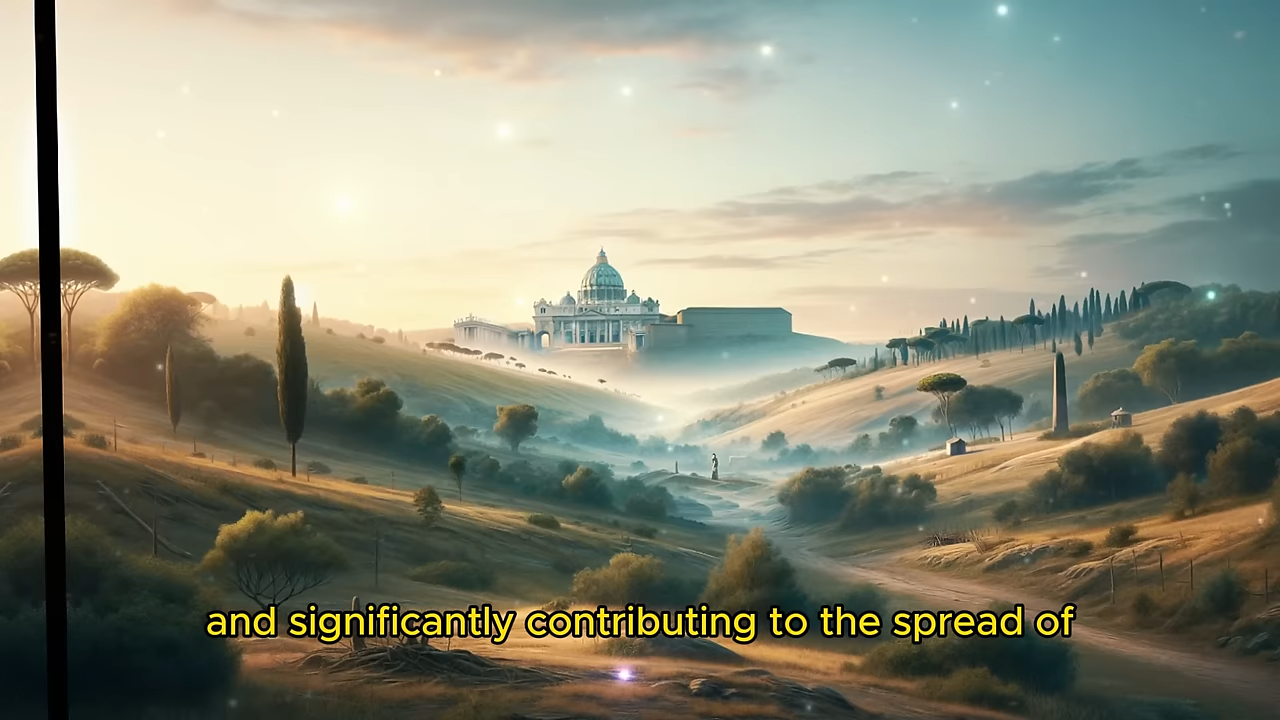 and significantly contributing to the spread of